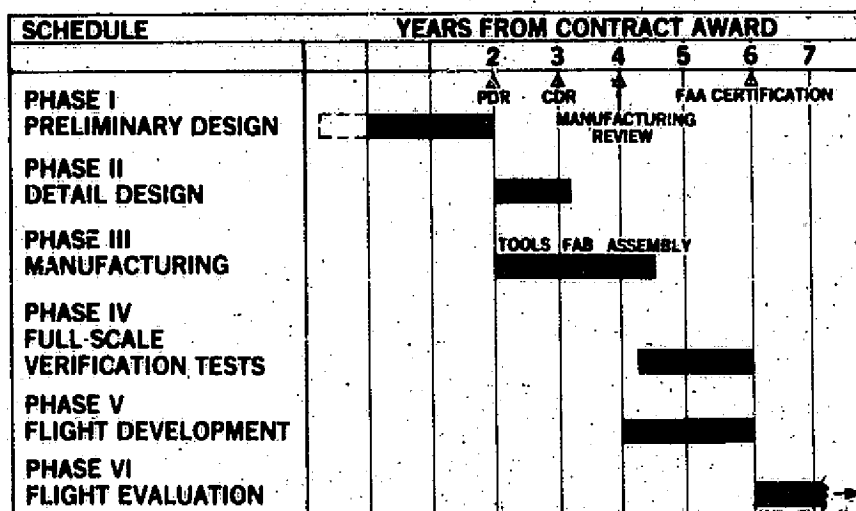 SCHEDULE YEARS FROM CONTRACT AWARD
2 3 4 5 6 7
PDR CDR FAA CERTIFICATION
MANUFACTURING
REVIEW
PHASE I
PRELIMINARY DESIGN
PHASE II
DETAIL DESIGN
PHASE III
MANUFACTURING
TOOLS FAB ASSEMBLY
PHASE IV
FULL-SCALE
VERIFICATION TESTS
PHASE V
FLIGHT DEVELOPMENT
PHASE VI
FLIGHT EVALUATION